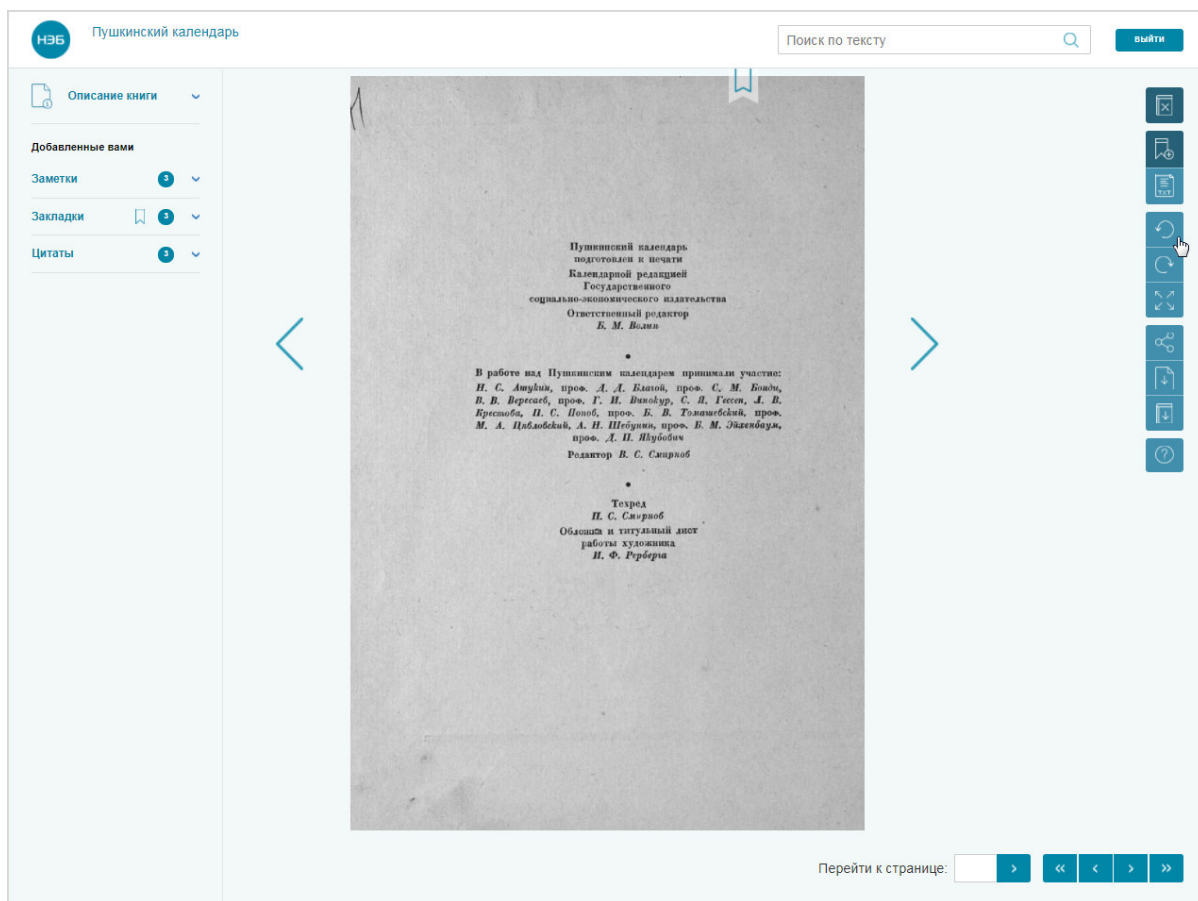 нэб
Пушкинский календарь
Поиск по тексту
выйти
Описание книги
Добавленные вами
Заметки 3
Закладки 3
Цитаты 3
TXT
Пушкинский календарь
подготовлен к печати
Календарной редакцией
Государственного
социально-экономического издательства
Ответственный редактор
Б. М. Волин
В работе над Пушкинским календарем принимали участие:
Н. С. Ашукин, проф. Д. Д. Благой, проф. С. М. Бонди,
В. В. Вересаев, проф. Г. И. Винокур, С. Я. Гессен, Л. В.
Крестова, П. С. Попов, проф. Б. В. Томашевский, проф.
М. А. Цявловский, А. Н. Шебунин, проф. Б. М. Эйхенбаум,
проф. Д. П. Якубович
Редактор В. С. Смирнов
Техред
П. С. Смирнов
Обложка и титульный лист
работы художника
И. Ф. Рерберга
Перейти к странице: